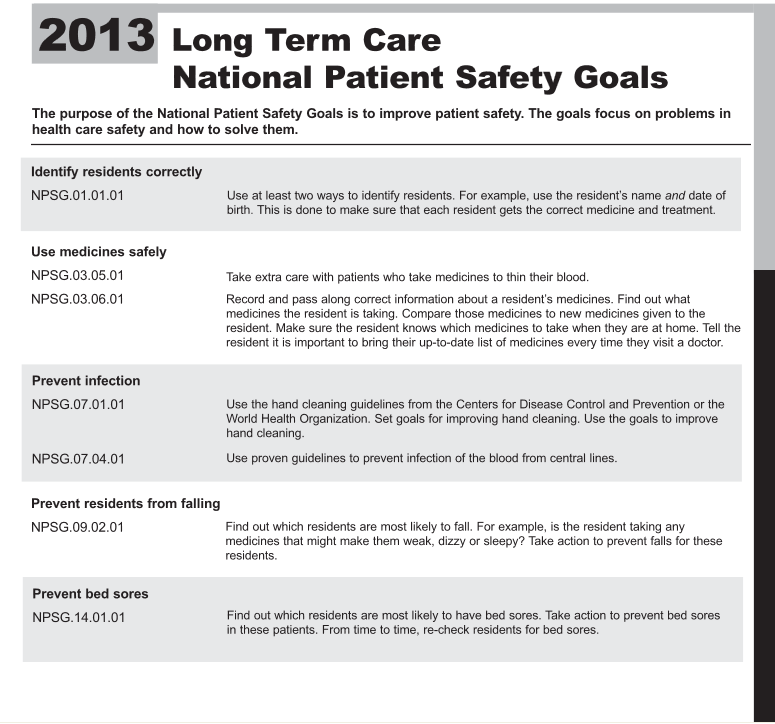 2013 Long Term Care
National Patient Safety Goals
The purpose of the National Patient Safety Goals is to improve patient safety. The goals focus on problems in
health care safety and how to solve them.
Identify residents correctly
NPSG.01.01.01 Use at least two ways to identify residents. For example, use the resident's name and date of
birth. This is done to make sure that each resident gets the correct medicine and treatment.
Use medicines safely
NPSG.03.05.01 Take extra care with patients who take medicines to thin their blood.
NPSG.03.06.01 Record and pass along correct information about a resident's medicines. Find out what
medicines the resident is taking. Compare those medicines to new medicines given to the
resident. Make sure the resident knows which medicines to take when they are at home. Tell the
resident it is important to bring their up-to-date list of medicines every time they visit a doctor.
Prevent infection
NPSG.07.01.01 Use the hand cleaning guidelines from the Centers for Disease Control and Prevention or the
World Health Organization. Set goals for improving hand cleaning. Use the goals to improve
hand cleaning.
NPSG.07.04.01 Use proven guidelines to prevent infection of the blood from central lines.
Prevent residents from falling
NPSG.09.02.01 Find out which residents are most likely to fall. For example, is the resident taking any
medicines that might make them weak, dizzy or sleepy? Take action to prevent falls for these
residents.
Prevent bed sores
NPSG.14.01.01 Find out which residents are most likely to have bed sores. Take action to prevent bed sores
in these patients. From time to time, re-check residents for bed sores.